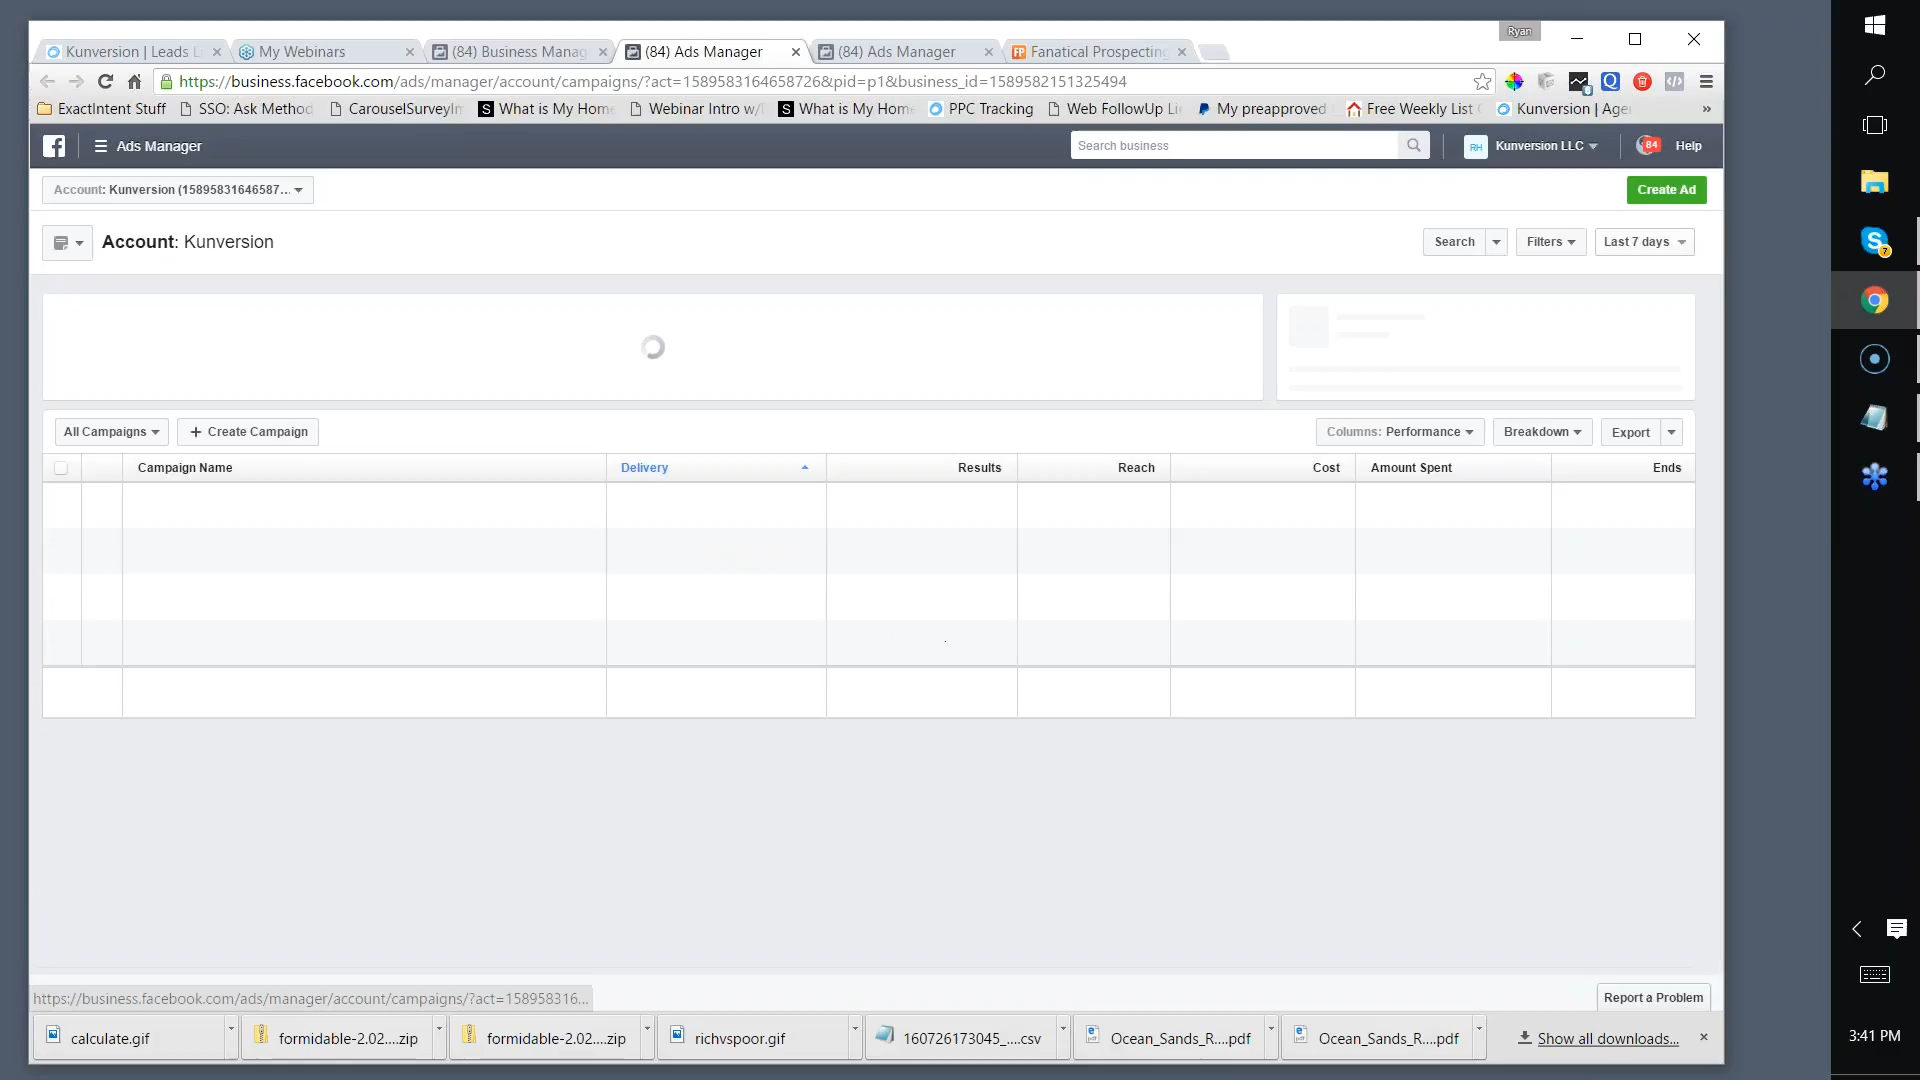 Ryan
Kunversion | Leads L
My Webinars
(84) Business Manag
(84) Ads Manager
(84) Ads Manager
FP Fanatical Prospecting
https://business.facebook.com/ads/manager/account/campaigns/?act=1589583164658726&pid=p1&business_id=1589582151325494
ExactIntent Stuff
SSO: Ask Method
CarouselSurveyIm
S What is My Home
Webinar Intro w/
S What is My Home
PPC Tracking
Web FollowUp Li
My preapproved
Free Weekly List
Kunversion | Age
»
Ads Manager
Search business
RH Kunversion LLC
84
Help
Account: Kunversion (15895831646587...
Create Ad
Account: Kunversion
Search
Filters
Last 7 days
All Campaigns
+ Create Campaign
Columns: Performance
Breakdown
Export
Campaign Name
Delivery
Results
Reach
Cost
Amount Spent
Ends
https://business.facebook.com/ads/manager/account/campaigns/?act=158958316...
Report a Problem
calculate.gif
formidable-2.02....zip
formidable-2.02....zip
richvspoor.gif
160726173045_....csv
Ocean_Sands_R....pdf
Ocean_Sands_R....pdf
Show all downloads...
7
3:41 PM